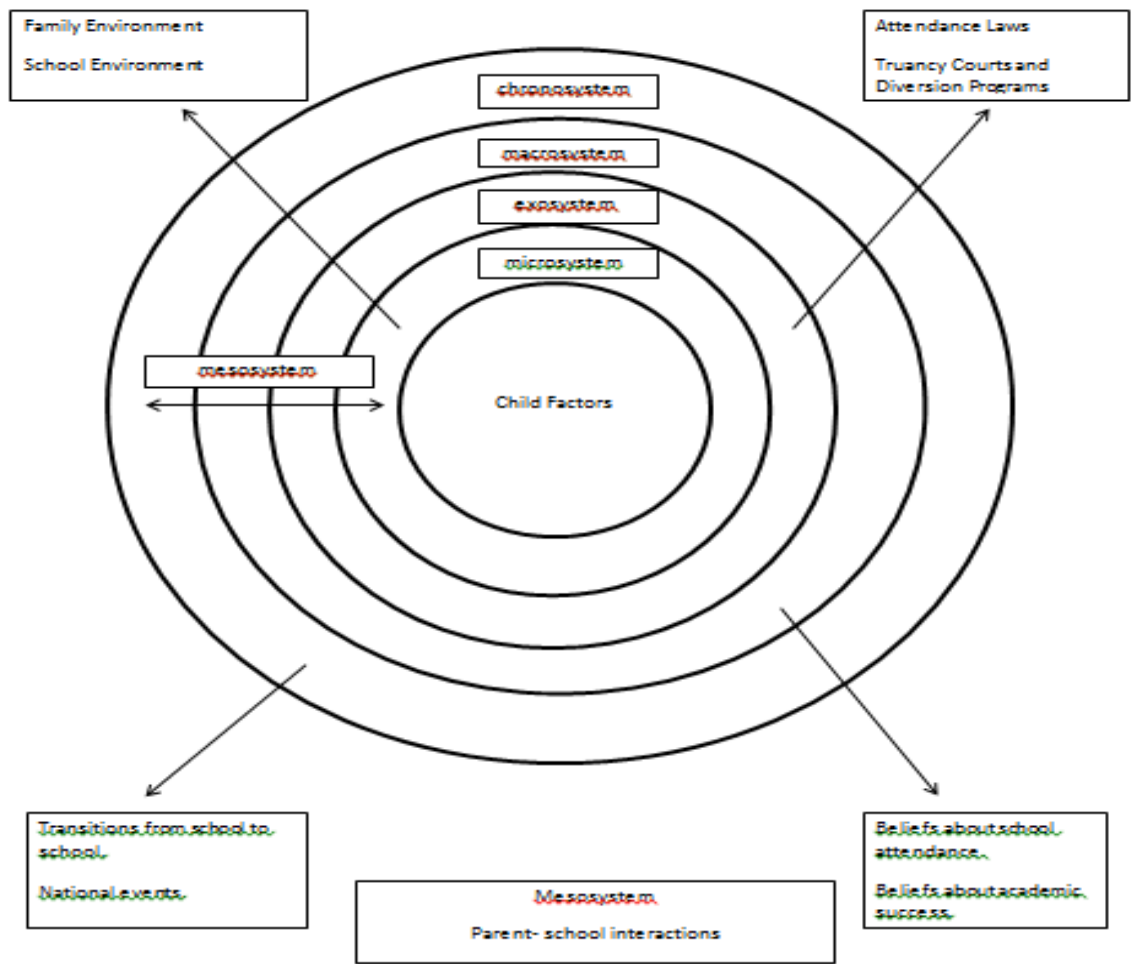 Family Environment
School Environment
Attendance Laws
Truancy Courts and
Diversion Programs
chronosystem
macrosystem
exosystem
microsystem
mesosystem
Child Factors
Transitions from school to
school.
National events.
Beliefs about school
attendance.
Beliefs about academic
success.
Mesosystem
Parent- school interactions